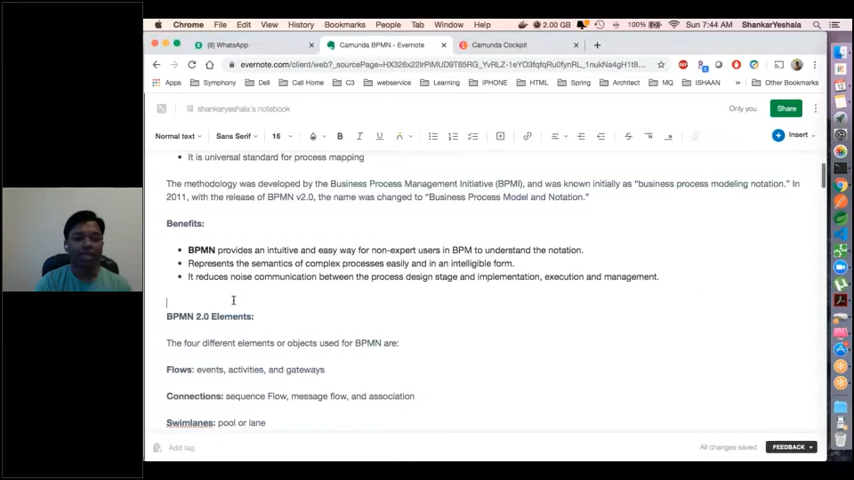 Chrome File Edit View History Bookmarks People Tab Window Help 2.00 GB 100% Sun 7:44 AM ShankarYeshala
(8) WhatsApp Camunda BPMN - Evernote Camunda Cockpit
Apps Symphony Dell Call Home C3 webservice Learning IPHONE HTML Spring Architect MQ ISHAAN Other Bookmarks
shankaryeshala's notebook Only you Share
Normal text Sans Serif 16 Insert
It is universal standard for process mapping
The methodology was developed by the Business Process Management Initiative (BPMI), and was known initially as “business process modeling notation.” In
2011, with the release of BPMN v2.0, the name was changed to “Business Process Model and Notation.”
Benefits:
BPMN provides an intuitive and easy way for non-expert users in BPM to understand the notation.
Represents the semantics of complex processes easily and in an intelligible form.
It reduces noise communication between the process design stage and implementation, execution and management.
BPMN 2.0 Elements:
The four different elements or objects used for BPMN are:
Flows: events, activities, and gateways
Connections: sequence Flow, message flow, and association
Swimlanes: pool or lane
Add tag All changes saved FEEDBACK